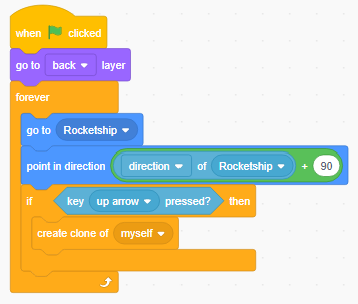 when clicked
go to back layer
forever
go to Rocketship
point in direction direction of Rocketship + 90
if key up arrow pressed? then
create clone of myself